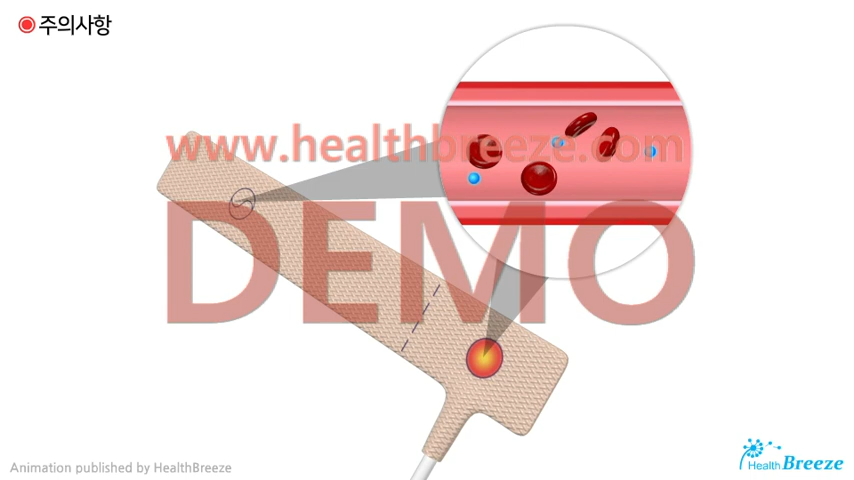 주의사항
www.healthbreeze.com
DEMO
Animation published by HealthBreeze
Health Breeze